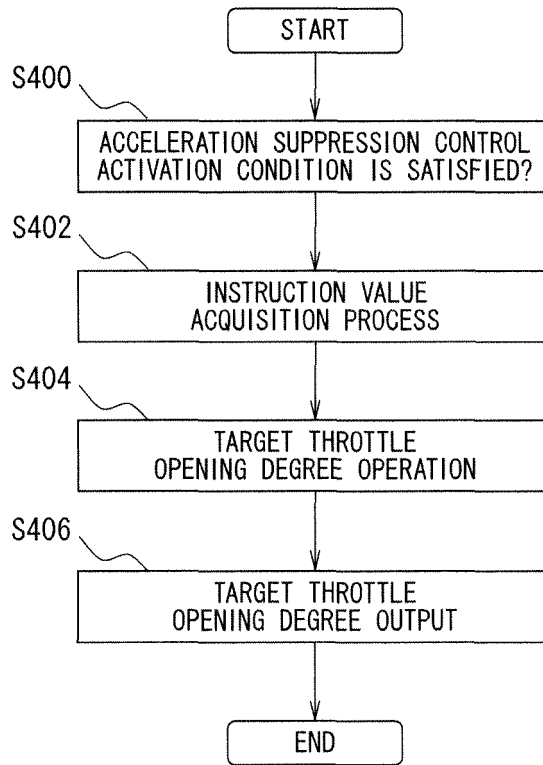 START
S400
ACCELERATION SUPPRESSION CONTROL
ACTIVATION CONDITION IS SATISFIED?
S402
INSTRUCTION VALUE
ACQUISITION PROCESS
S404
TARGET THROTTLE
OPENING DEGREE OPERATION
S406
TARGET THROTTLE
OPENING DEGREE OUTPUT
END